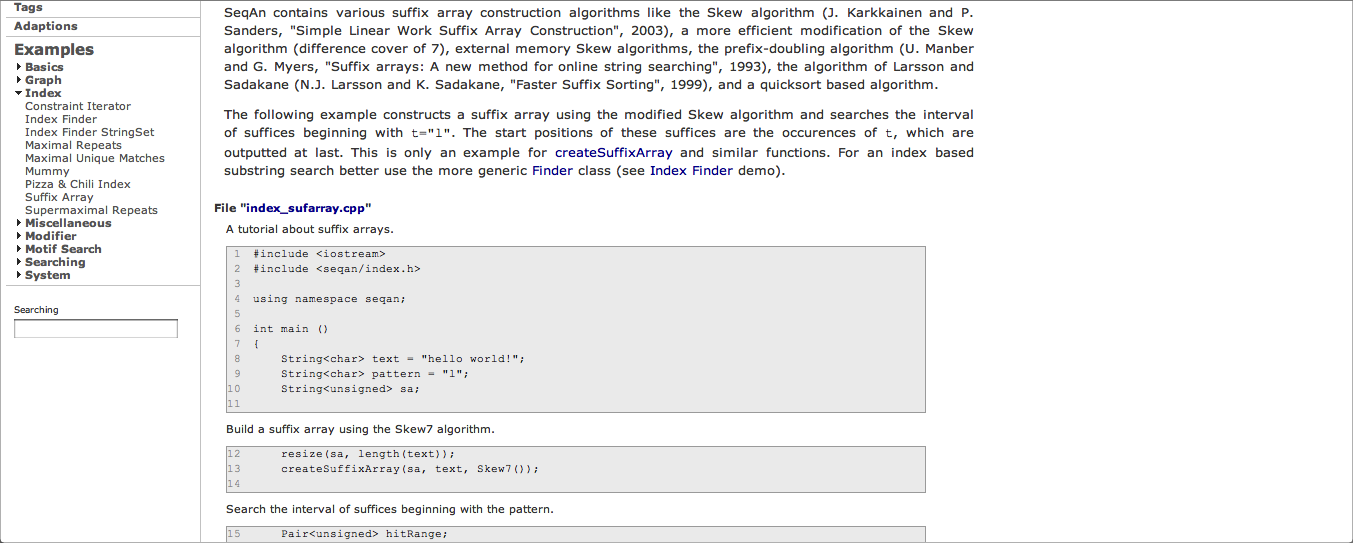 Tags
Adaptions
Examples
Basics
Graph
Index
Constraint Iterator
Index Finder
Index Finder StringSet
Maximal Repeats
Maximal Unique Matches
Mummy
Pizza & Chili Index
Suffix Array
Supermaximal Repeats
Miscellaneous
Modifier
Motif Search
Searching
System
Searching
SeqAn contains various suffix array construction algorithms like the Skew algorithm (J. Karkkainen and P.
Sanders, "Simple Linear Work Suffix Array Construction", 2003), a more efficient modification of the Skew
algorithm (difference cover of 7), external memory Skew algorithms, the prefix-doubling algorithm (U. Manber
and G. Myers, "Suffix arrays: A new method for online string searching", 1993), the algorithm of Larsson and
Sadakane (N.J. Larsson and K. Sadakane, "Faster Suffix Sorting", 1999), and a quicksort based algorithm.
The following example constructs a suffix array using the modified Skew algorithm and searches the interval
of suffices beginning with t="l". The start positions of these suffices are the occurences of t, which are
outputted at last. This is only an example for createSuffixArray and similar functions. For an index based
substring search better use the more generic Finder class (see Index Finder demo).
File "index_sufarray.cpp"
A tutorial about suffix arrays.
1 #include <iostream>
2 #include <seqan/index.h>
3
4 using namespace seqan;
5
6 int main ()
7 {
8 String<char> text = "hello world!";
9 String<char> pattern = "l";
10 String<unsigned> sa;
11
Build a suffix array using the Skew7 algorithm.
12 resize(sa, length(text));
13 createSuffixArray(sa, text, Skew7());
14
Search the interval of suffices beginning with the pattern.
15 Pair<unsigned> hitRange;